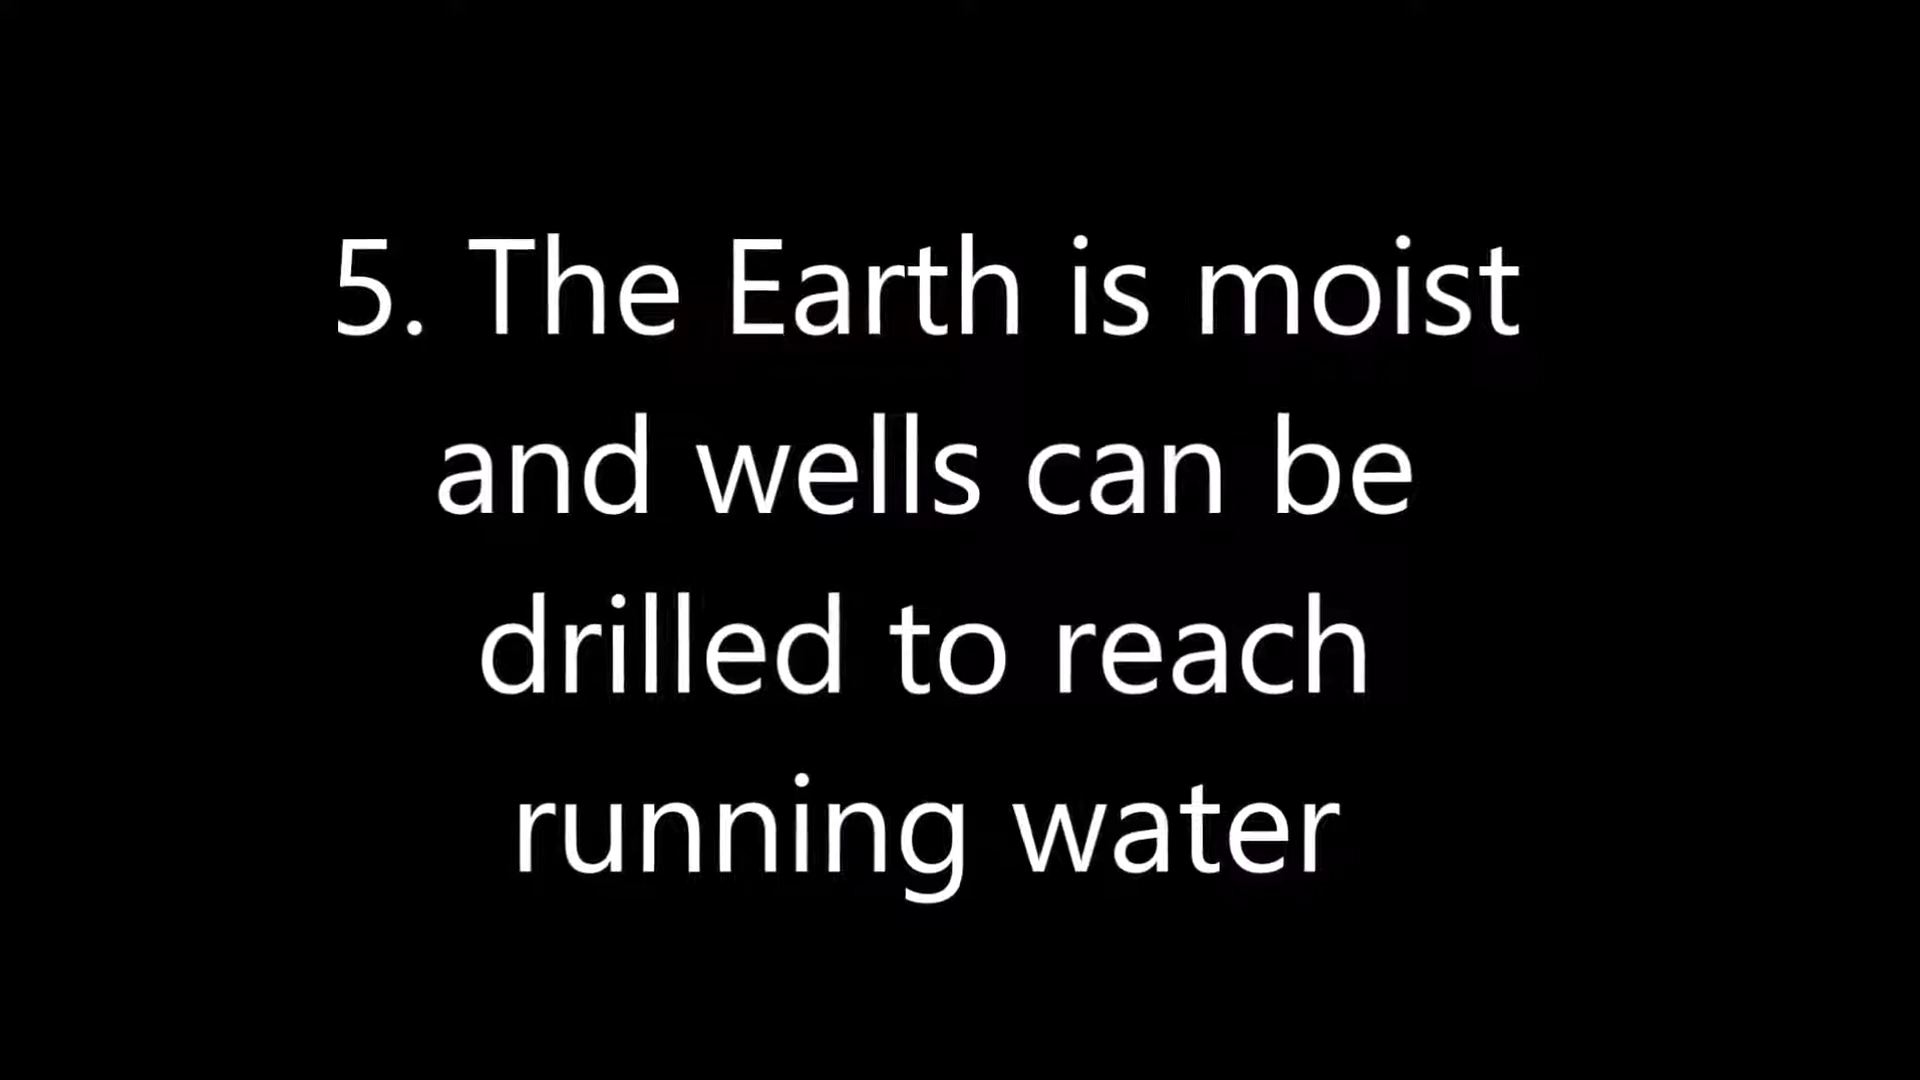 5. The Earth is moist
and wells can be
drilled to reach
running water